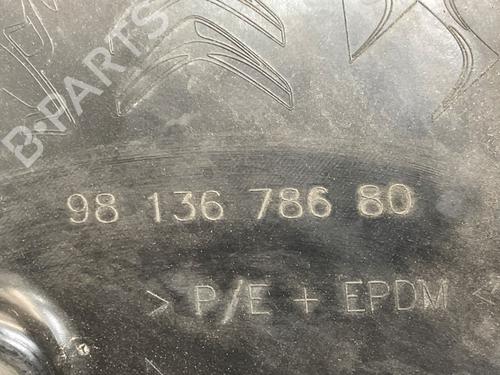 B-PARTS
98 136 786 80
> P/E + EPDM <